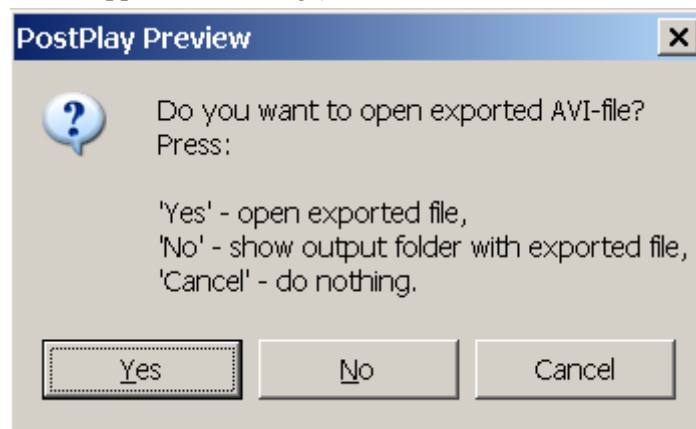 PostPlay Preview
Do you want to open exported AVI-file?
Press:
'Yes' - open exported file,
'No' - show output folder with exported file,
'Cancel' - do nothing.
Yes No Cancel